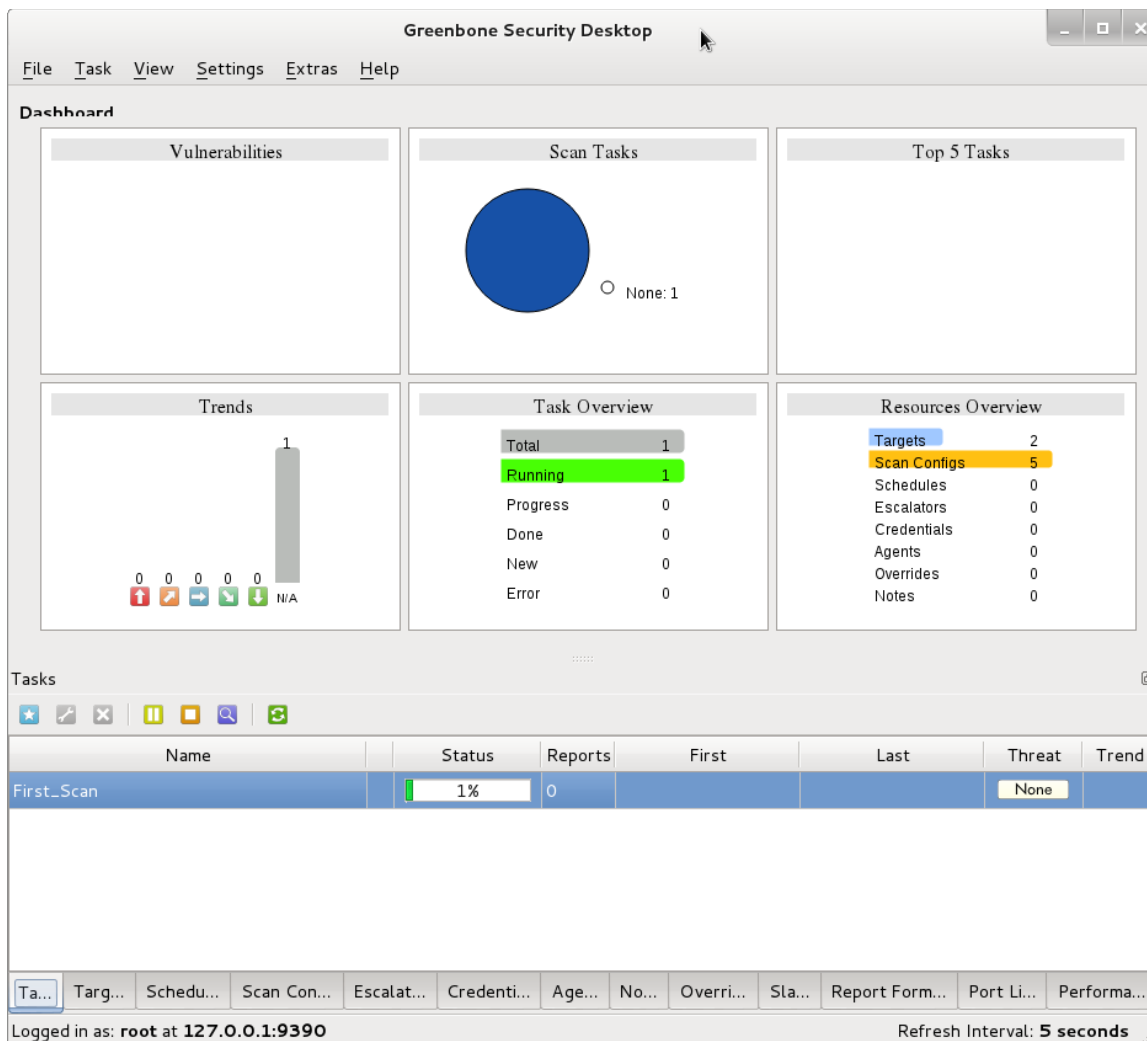 Greenbone Security Desktop
File Task View Settings Extras Help
Dashboard
Vulnerabilities
Scan Tasks
None: 1
Top 5 Tasks
Trends
1
0 0 0 0 0
N/A
Task Overview
Total 1
Running 1
Progress 0
Done 0
New 0
Error 0
Resources Overview
Targets 2
Scan Configs 5
Schedules 0
Escalators 0
Credentials 0
Agents 0
Overrides 0
Notes 0
Tasks
Name Status Reports First Last Threat Trend
First_Scan 1% 0 None
Ta... Targ... Schedu... Scan Con... Escalat... Credenti... Age... No... Overri... Sla... Report Form... Port Li... Performa...
Logged in as: root at 127.0.0.1:9390 Refresh Interval: 5 seconds